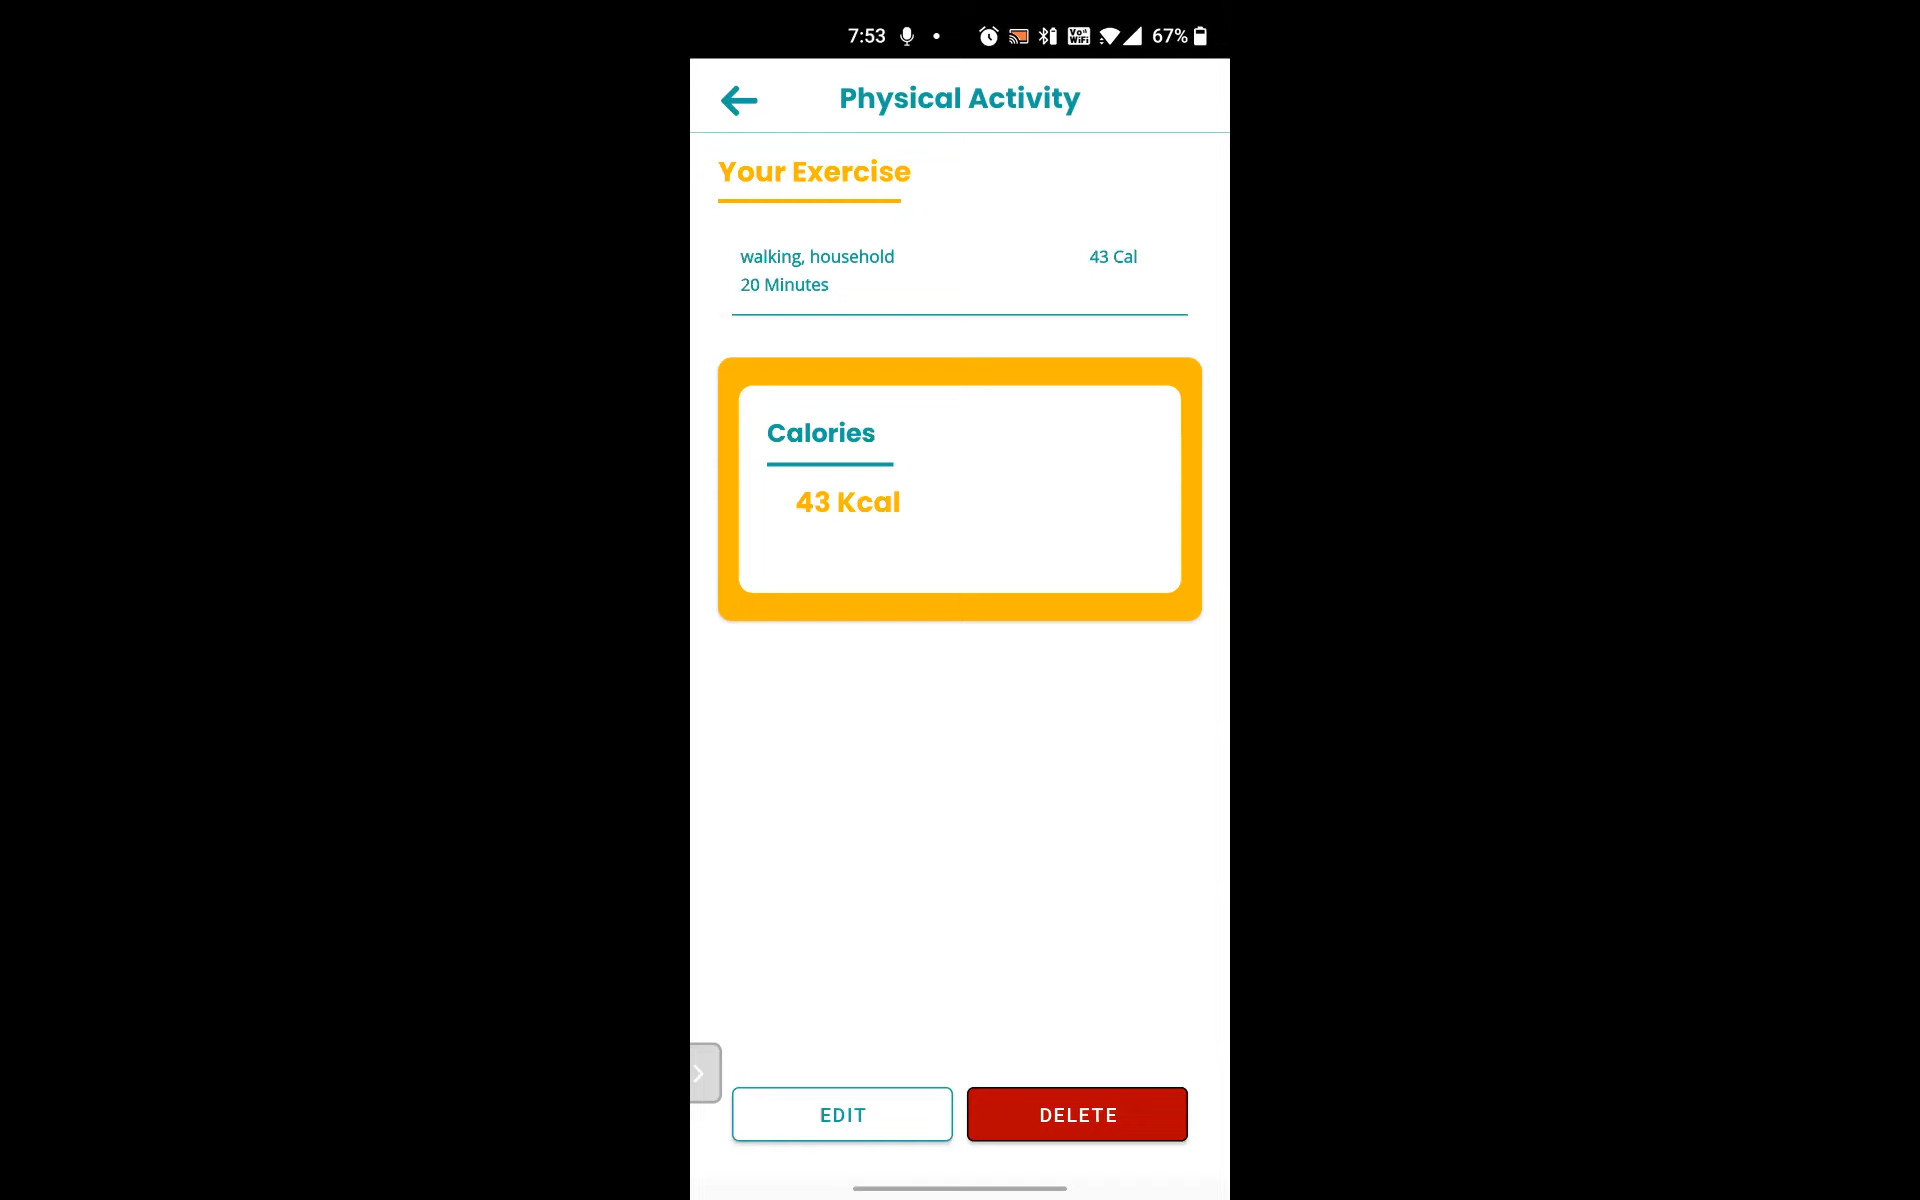 7:53 67%
Physical Activity
Your Exercise
walking, household 43 Cal
20 Minutes
Calories
43 Kcal
EDIT DELETE